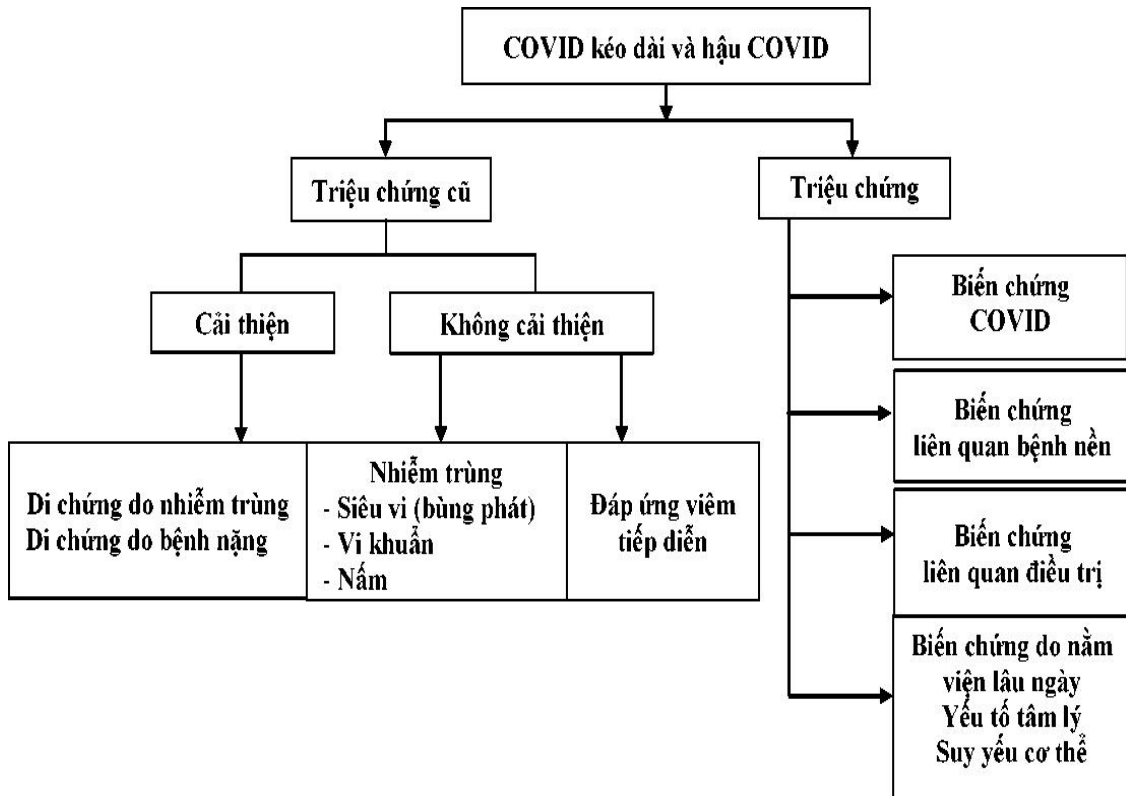 COVID kéo dài và hậu COVID
Triệu chứng cũ
Triệu chứng
Cải thiện
Không cải thiện
Di chứng do nhiễm trùng
Di chứng do bệnh nặng
Nhiễm trùng
- Siêu vi (bùng phát)
- Vi khuẩn
- Nấm
Đáp ứng viêm
tiếp diễn
Biến chứng
COVID
Biến chứng
liên quan bệnh nền
Biến chứng
liên quan điều trị
Biến chứng do nằm
viện lâu ngày
Yếu tố tâm lý
Suy yếu cơ thể